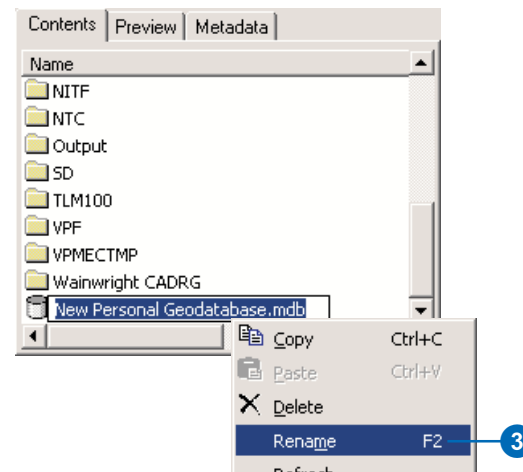 Contents Preview Metadata
Name
NITF
NTC
Output
SD
TLM100
VPF
VPMECTMP
Wainwright CADRG
New Personal Geodatabase.mdb
Copy Ctrl+C
Paste Ctrl+V
Delete
Rename F2 3